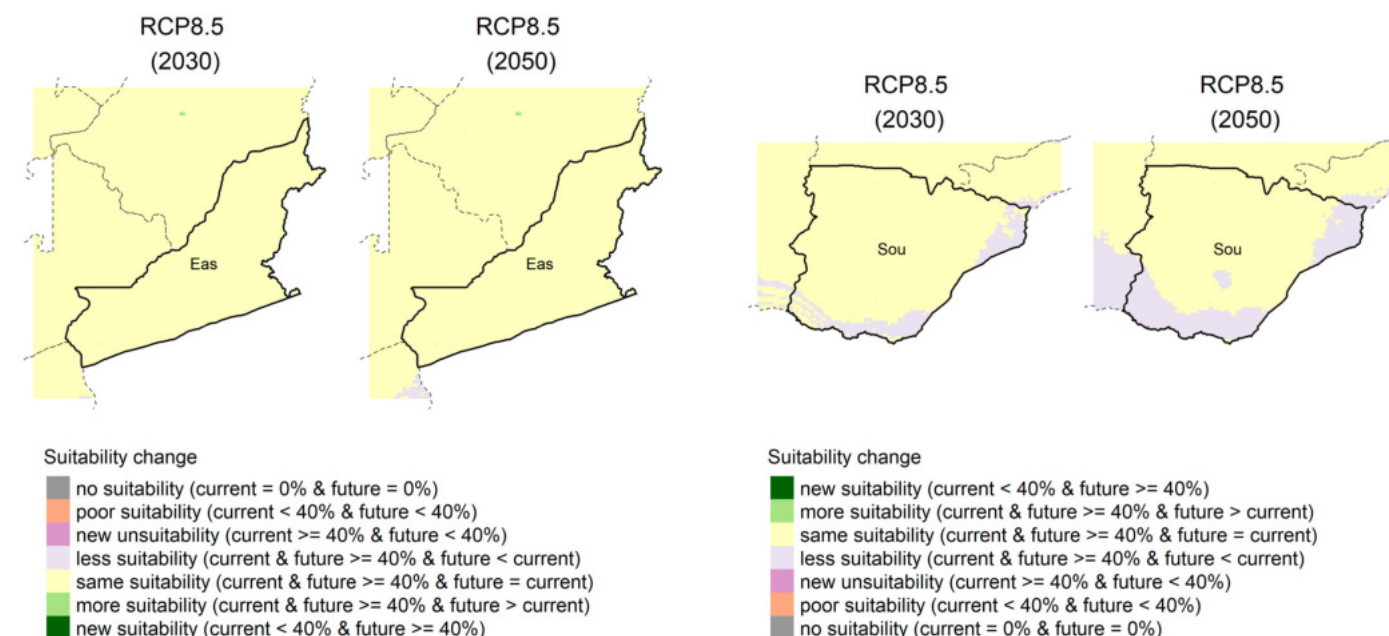 RCP8.5
(2030)
RCP8.5
(2050)
Eas
Eas
Suitability change
no suitability (current = 0% & future = 0%)
poor suitability (current < 40% & future < 40%)
new unsuitability (current >= 40% & future < 40%)
less suitability (current & future >= 40% & future < current)
same suitability (current & future >= 40% & future = current)
more suitability (current & future >= 40% & future > current)
new suitability (current < 40% & future >= 40%)
RCP8.5
(2030)
RCP8.5
(2050)
Sou
Sou
Suitability change
new suitability (current < 40% & future >= 40%)
more suitability (current & future >= 40% & future > current)
same suitability (current & future >= 40% & future = current)
less suitability (current & future >= 40% & future < current)
new unsuitability (current >= 40% & future < 40%)
poor suitability (current < 40% & future < 40%)
no suitability (current = 0% & future = 0%)